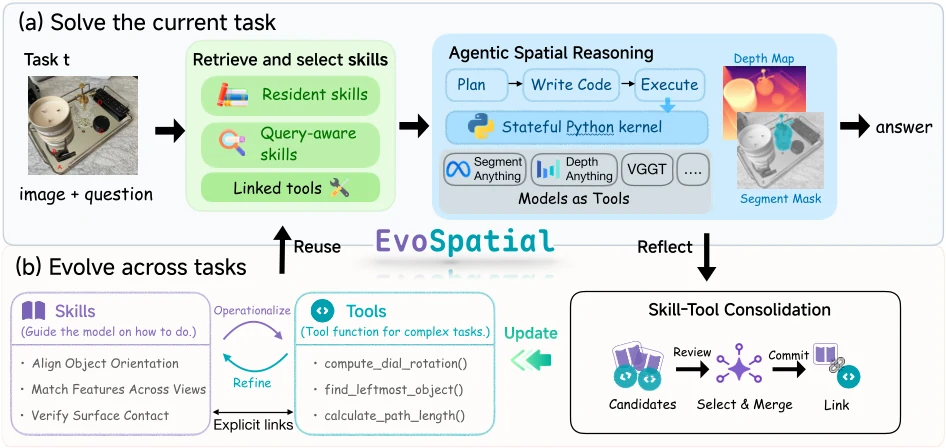 (a) Solve the current task
Task t
image + question
Retrieve and select skills
Resident skills
Query-aware
skills
Linked tools
Agentic Spatial Reasoning
Plan
Write Code
Execute
Stateful Python kernel
Segment
Anything
Depth
Anything
VGGT
....
Models as Tools
Depth Map
Segment Mask
answer
Reuse
EvoSpatial
Reflect
(b) Evolve across tasks
Skills
(Guide the model on how to do.)
· Align Object Orientation
· Match Features Across Views
· Verify Surface Contact
Operationalize
Refine
Explicit links
Tools
(Tool function for complex tasks.)
· compute_dial_rotation()
· find_leftmost_object()
· calculate_path_length()
Update
Skill-Tool Consolidation
Candidates
Review
Select & Merge
Commit
Link